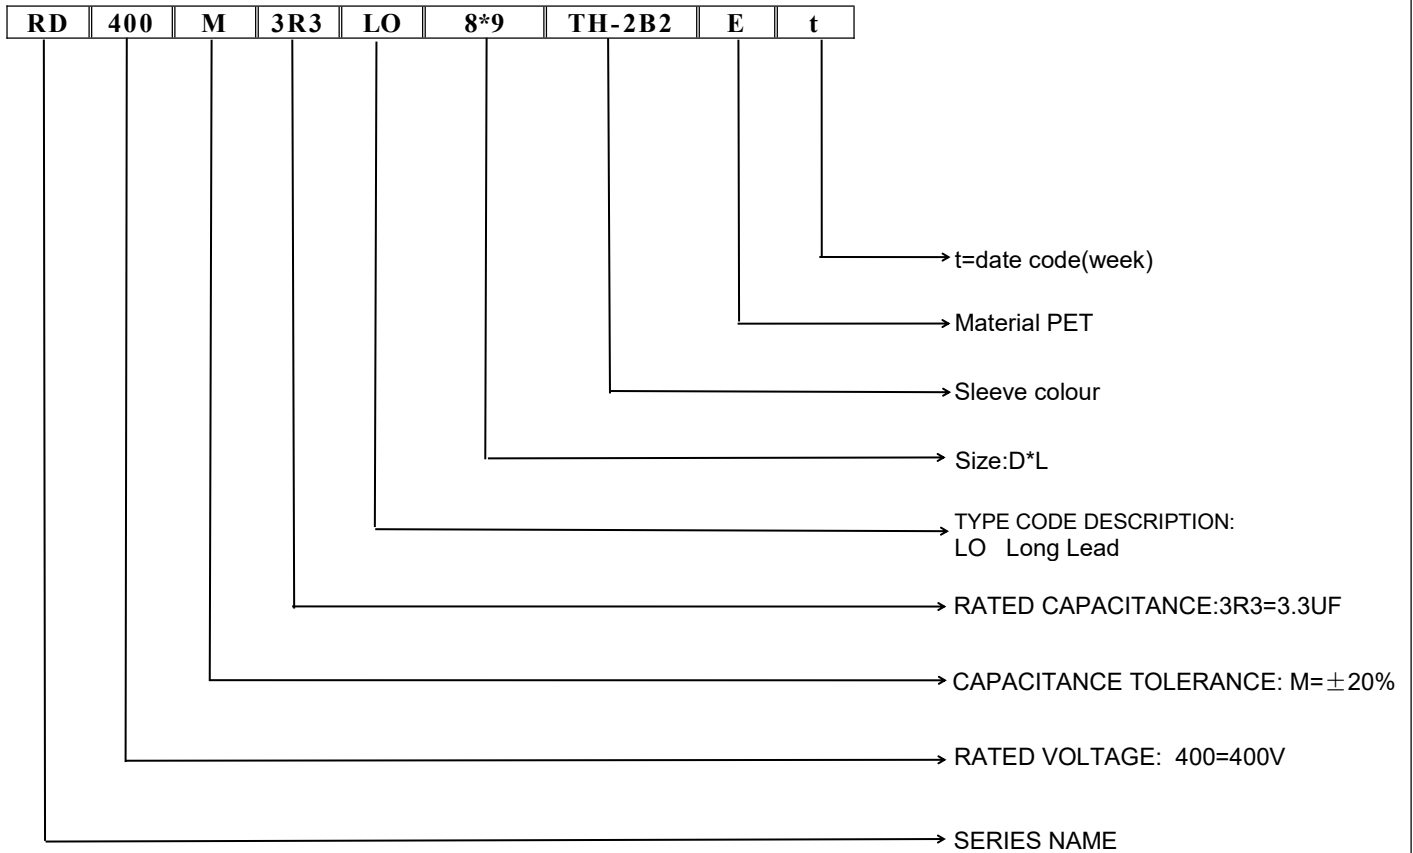 RD 400 M 3R3 LO 8*9 TH-2B2 E t
t=date code(week)
Material PET
Sleeve colour
Size:D*L
TYPE CODE DESCRIPTION:
LO Long Lead
RATED CAPACITANCE:3R3=3.3UF
CAPACITANCE TOLERANCE: M=±20%
RATED VOLTAGE: 400=400V
SERIES NAME